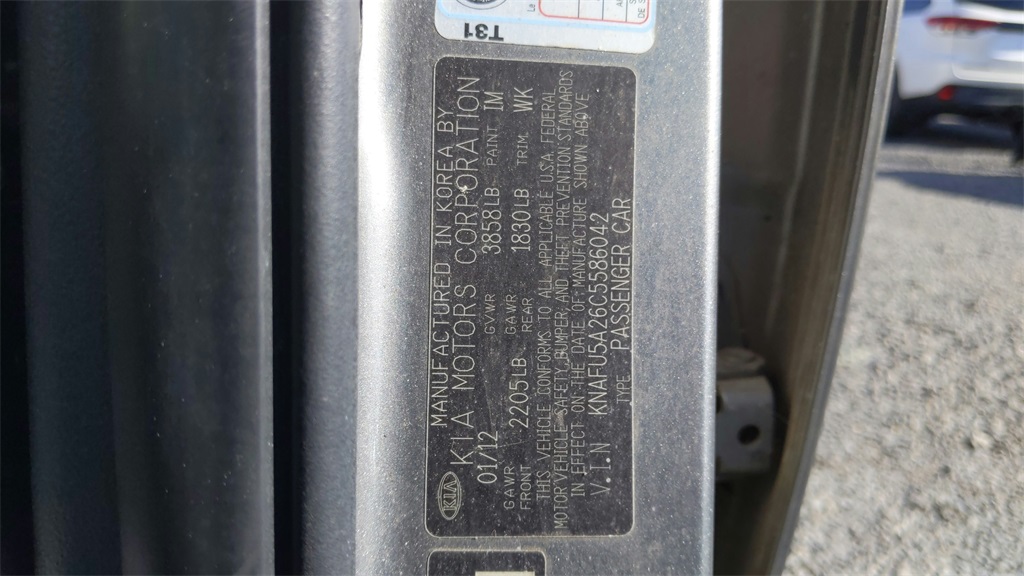 T31
MANUFACTURED IN KOREA BY
KIA KIA MOTORS CORPORATION
01/12 GVWR 3858LB PAINT 1M
GAWR FRONT 2205LB GAWR REAR 1830LB TRIM WK
THIS VEHICLE CONFORMS TO ALL APPLICABLE USA FEDERAL
MOTOR VEHICLE SAFETY, BUMPER, AND THEFT PREVENTION STANDARDS
IN EFFECT ON THE DATE OF MANUFACTURE SHOWN ABOVE
V.I.N KNAFU5A26C5586042
TYPE PASSENGER CAR